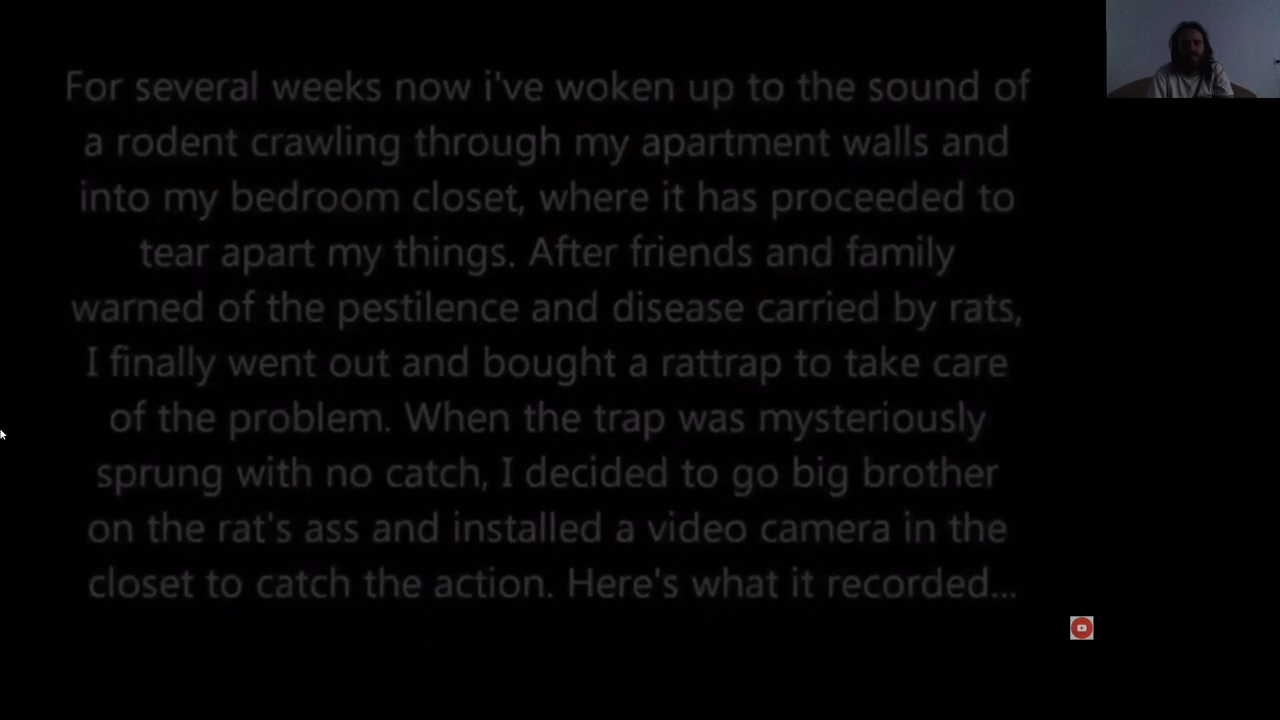 For several weeks now i've woken up to the sound of
a rodent crawling through my apartment walls and
into my bedroom closet, where it has proceeded to
tear apart my things. After friends and family
warned of the pestilence and disease carried by rats,
I finally went out and bought a rattrap to take care
of the problem. When the trap was mysteriously
sprung with no catch, I decided to go big brother
on the rat's ass and installed a video camera in the
closet to catch the action. Here's what it recorded...